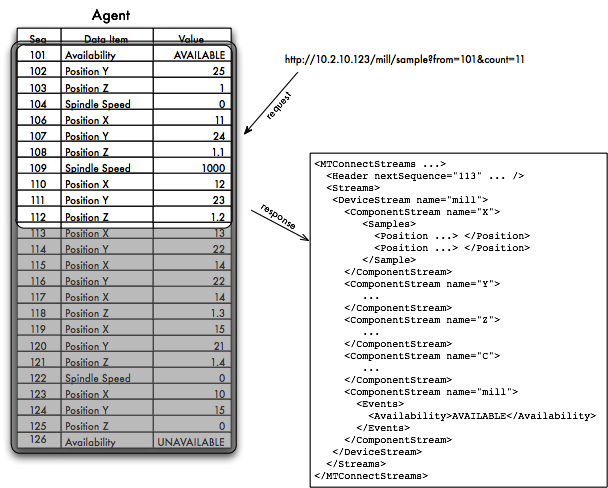 Agent
Seq Data Item Value
101 Availability AVAILABLE
102 Position Y 25
103 Position Z 1
104 Spindle Speed 0
106 Position X 11
107 Position Y 24
108 Position Z 1.1
109 Spindle Speed 1000
110 Position X 12
111 Position Y 23
112 Position Z 1.2
113 Position X 13
114 Position Y 22
115 Position X 14
116 Position Y 22
117 Position X 14
118 Position Z 1.3
119 Position X 15
120 Position Y 21
121 Position Z 1.4
122 Spindle Speed 0
123 Position X 10
124 Position Y 15
125 Position Z 0
126 Availability UNAVAILABLE
http://10.2.10.123/mill/sample?from=101&count=11
request
response
<MTConnectStreams ...>
<Header nextSequence="113" ... />
<Streams>
<DeviceStream name="mill">
<ComponentStream name="X">
<Samples>
<Position ...> </Position>
<Position ...> </Position>
</Sample>
</ComponentStream>
<ComponentStream name="Y">
...
</ComponentStream>
<ComponentStream name="Z">
...
</ComponentStream>
<ComponentStream name="C">
...
</ComponentStream>
<ComponentStream name="mill">
<Events>
<Availability>AVAILABLE</Availability>
</Events>
</ComponentStream>
</DeviceStream>
</Streams>
</MTConnectStreams>